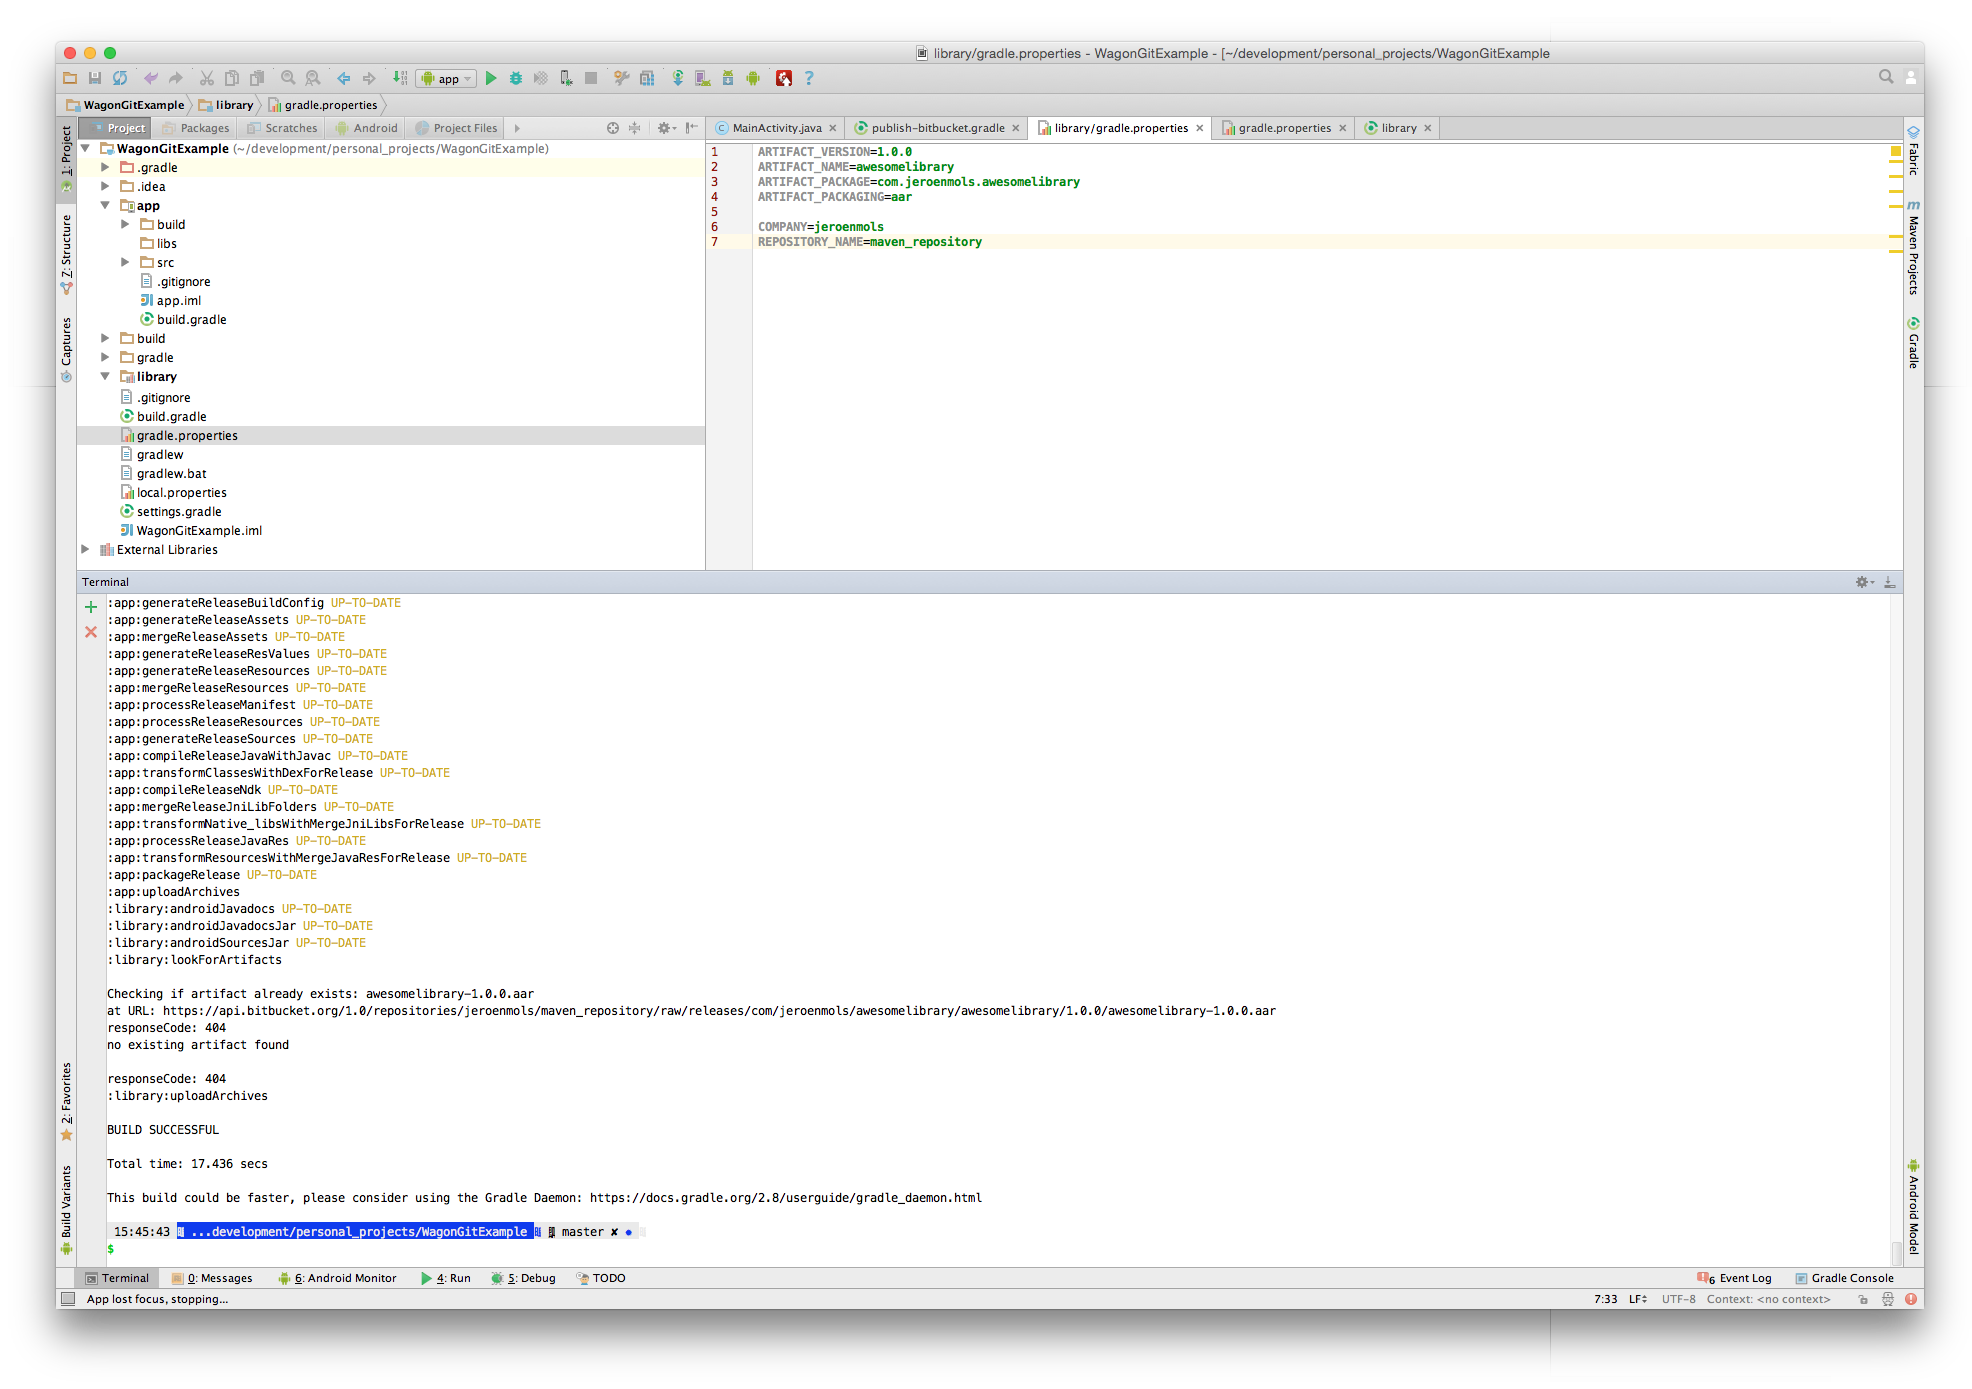 library/gradle.properties - WagonGitExample - [~/development/personal_projects/WagonGitExample]
app
WagonGitExample library gradle.properties
Project Packages Scratches Android Project Files
MainActivity.java publish-bitbucket.gradle library/gradle.properties gradle.properties library
WagonGitExample (~/development/personal_projects/WagonGitExample)
.gradle
.idea
app
build
libs
src
.gitignore
app.iml
build.gradle
build
gradle
library
.gitignore
build.gradle
gradle.properties
gradlew
gradlew.bat
local.properties
settings.gradle
WagonGitExample.iml
External Libraries
1 ARTIFACT_VERSION=1.0.0
2 ARTIFACT_NAME=awesomelibrary
3 ARTIFACT_PACKAGE=com.jeroenmols.awesomelibrary
4 ARTIFACT_PACKAGING=aar
5
6 COMPANY=jeroenmols
7 REPOSITORY_NAME=maven_repository
1: Project
7: Structure
Captures
2: Favorites
Build Variants
Fabric
m Maven Projects
Gradle
Android Model
Terminal
:app:generateReleaseBuildConfig UP-TO-DATE
:app:generateReleaseAssets UP-TO-DATE
:app:mergeReleaseAssets UP-TO-DATE
:app:generateReleaseResValues UP-TO-DATE
:app:generateReleaseResources UP-TO-DATE
:app:mergeReleaseResources UP-TO-DATE
:app:processReleaseManifest UP-TO-DATE
:app:processReleaseResources UP-TO-DATE
:app:generateReleaseSources UP-TO-DATE
:app:compileReleaseJavaWithJavac UP-TO-DATE
:app:transformClassesWithDexForRelease UP-TO-DATE
:app:compileReleaseNdk UP-TO-DATE
:app:mergeReleaseJniLibFolders UP-TO-DATE
:app:transformNative_libsWithMergeJniLibsForRelease UP-TO-DATE
:app:processReleaseJavaRes UP-TO-DATE
:app:transformResourcesWithMergeJavaResForRelease UP-TO-DATE
:app:packageRelease UP-TO-DATE
:app:uploadArchives
:library:androidJavadocs UP-TO-DATE
:library:androidJavadocsJar UP-TO-DATE
:library:androidSourcesJar UP-TO-DATE
:library:lookForArtifacts
Checking if artifact already exists: awesomelibrary-1.0.0.aar
at URL: https://api.bitbucket.org/1.0/repositories/jeroenmols/maven_repository/raw/releases/com/jeroenmols/awesomelibrary/awesomelibrary/1.0.0/awesomelibrary-1.0.0.aar
responseCode: 404
no existing artifact found
responseCode: 404
:library:uploadArchives
BUILD SUCCESSFUL
Total time: 17.436 secs
This build could be faster, please consider using the Gradle Daemon: https://docs.gradle.org/2.8/userguide/gradle_daemon.html
15:45:43 ...development/personal_projects/WagonGitExample master ✘ ●
$
Terminal 0: Messages 6: Android Monitor 4: Run 5: Debug TODO 6 Event Log Gradle Console
App lost focus, stopping... 7:33 LF UTF-8 Context: <no context>